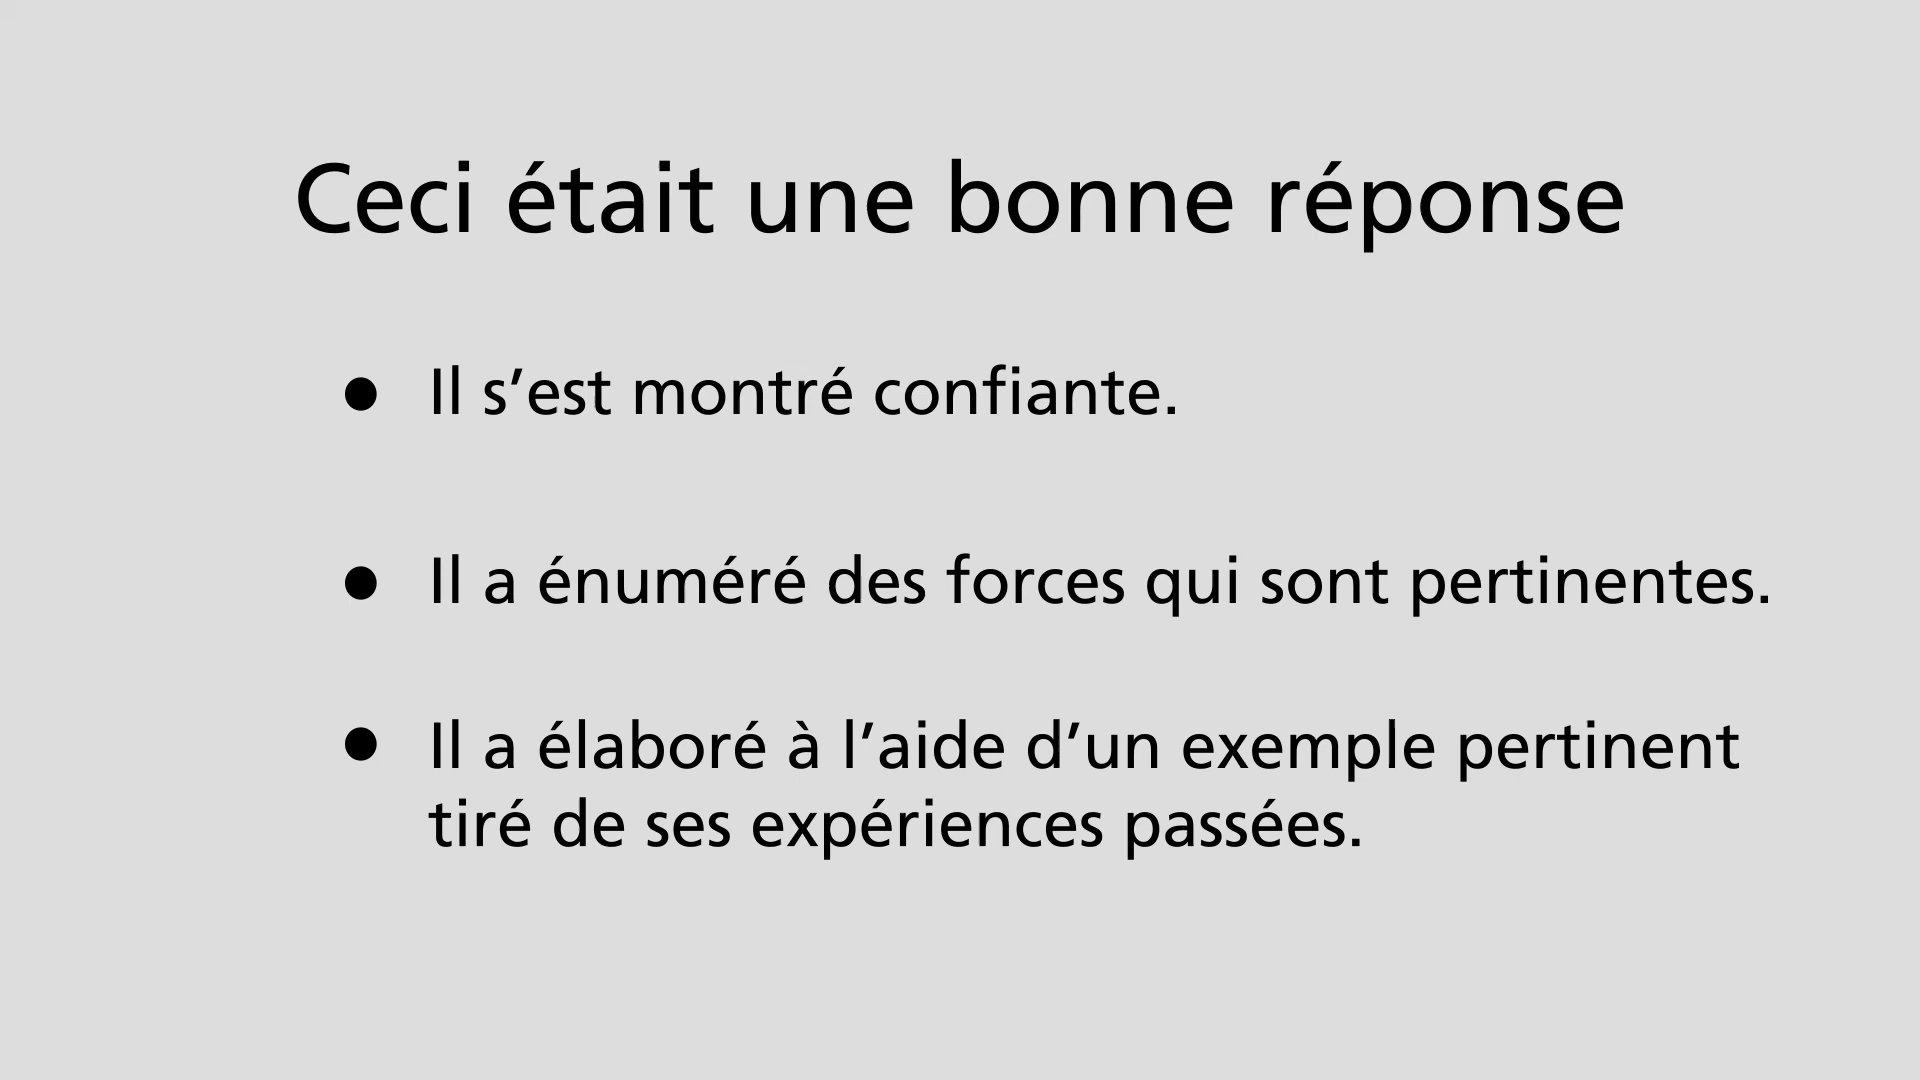 Ceci était une bonne réponse
● Il s’est montré confiante.
● Il a énuméré des forces qui sont pertinentes.
● Il a élaboré à l’aide d’un exemple pertinent
tiré de ses expériences passées.